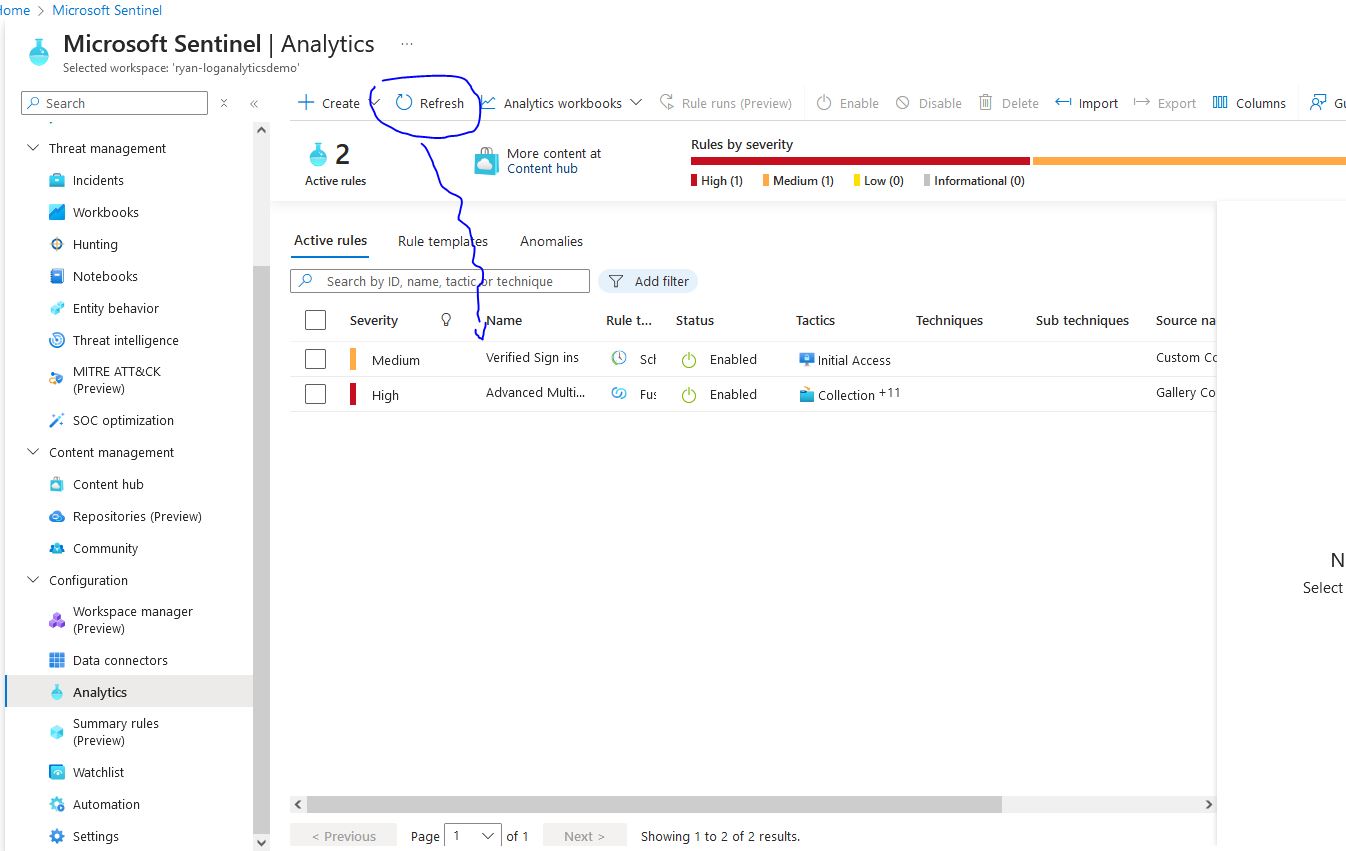 Home > Microsoft Sentinel
Microsoft Sentinel | Analytics ...
Selected workspace: 'ryan-loganalyticsdemo'
Search
Threat management
Incidents
Workbooks
Hunting
Notebooks
Entity behavior
Threat intelligence
MITRE ATT&CK
(Preview)
SOC optimization
Content management
Content hub
Repositories (Preview)
Community
Configuration
Workspace manager
(Preview)
Data connectors
Analytics
Summary rules
(Preview)
Watchlist
Automation
Settings
Create Refresh Analytics workbooks Rule runs (Preview) Enable Disable Delete Import Export Columns Gu
2
Active rules
More content at
Content hub
Rules by severity
High (1) Medium (1) Low (0) Informational (0)
Active rules Rule templates Anomalies
Search by ID, name, tactic or technique Add filter
Severity Name Rule t... Status Tactics Techniques Sub techniques Source na
Medium Verified Sign ins Sch Enabled Initial Access Custom Co
High Advanced Multi... Fus Enabled Collection +11 Gallery Co
N
Select
< Previous Page 1 of 1 Next > Showing 1 to 2 of 2 results.